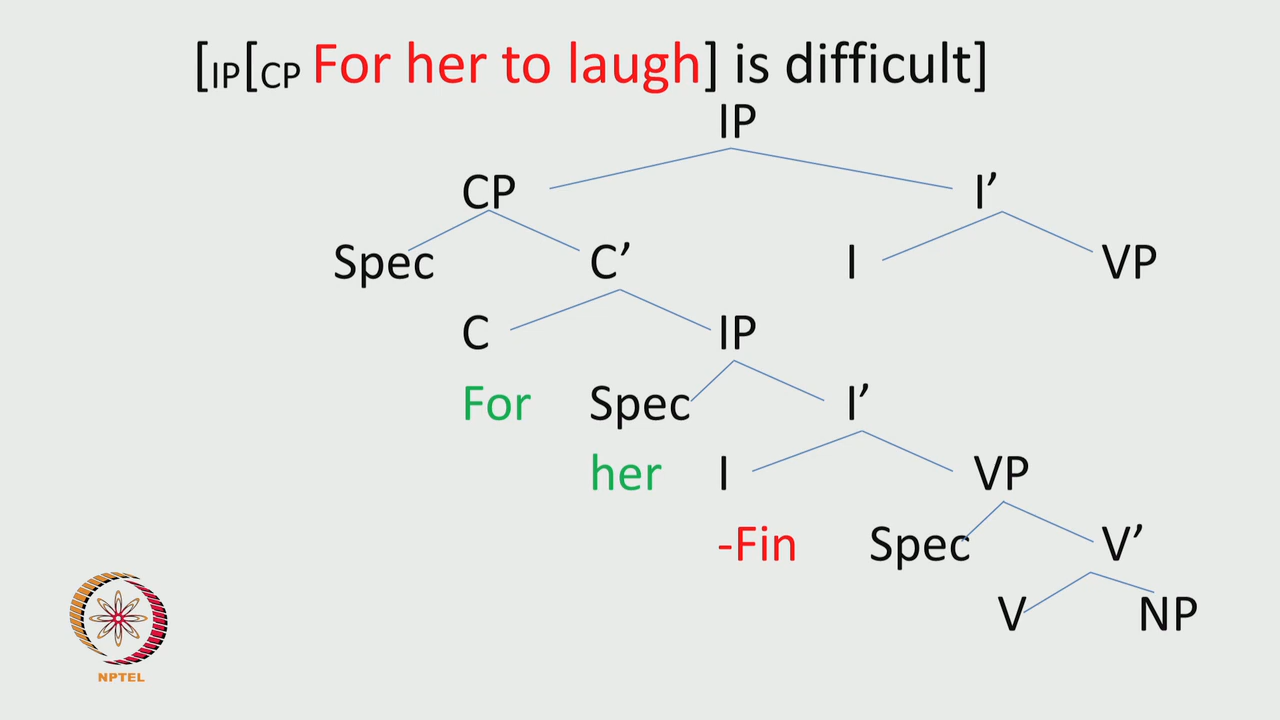 [IP[CP For her to laugh] is difficult]
IP
CP I’
Spec C’ I VP
C IP
For Spec I’
her I VP
-Fin Spec V’
V NP
NPTEL